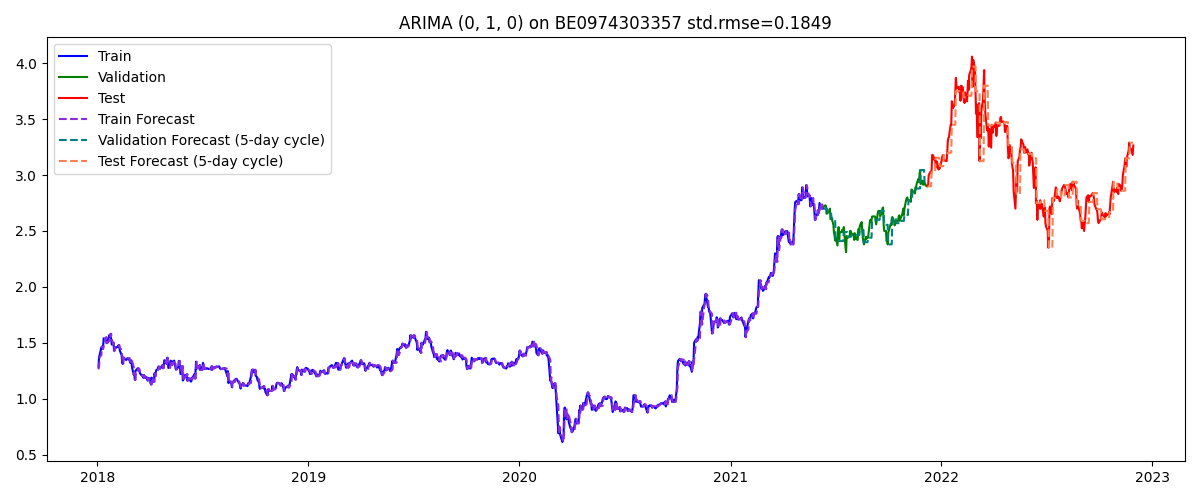 ARIMA (0, 1, 0) on BE0974303357 std.rmse=0.1849
Train
Validation
Test
Train Forecast
Validation Forecast (5-day cycle)
Test Forecast (5-day cycle)
4.0
3.5
3.0
2.5
2.0
1.5
1.0
0.5
2018 2019 2020 2021 2022 2023